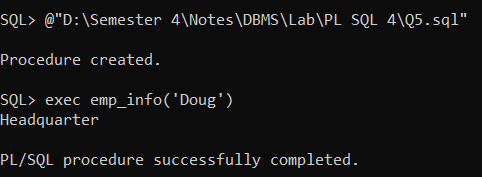 SQL> @"D:\Semester 4\Notes\DBMS\Lab\PL SQL 4\Q5.sql"
Procedure created.
SQL> exec emp_info('Doug')
Headquarter
PL/SQL procedure successfully completed.